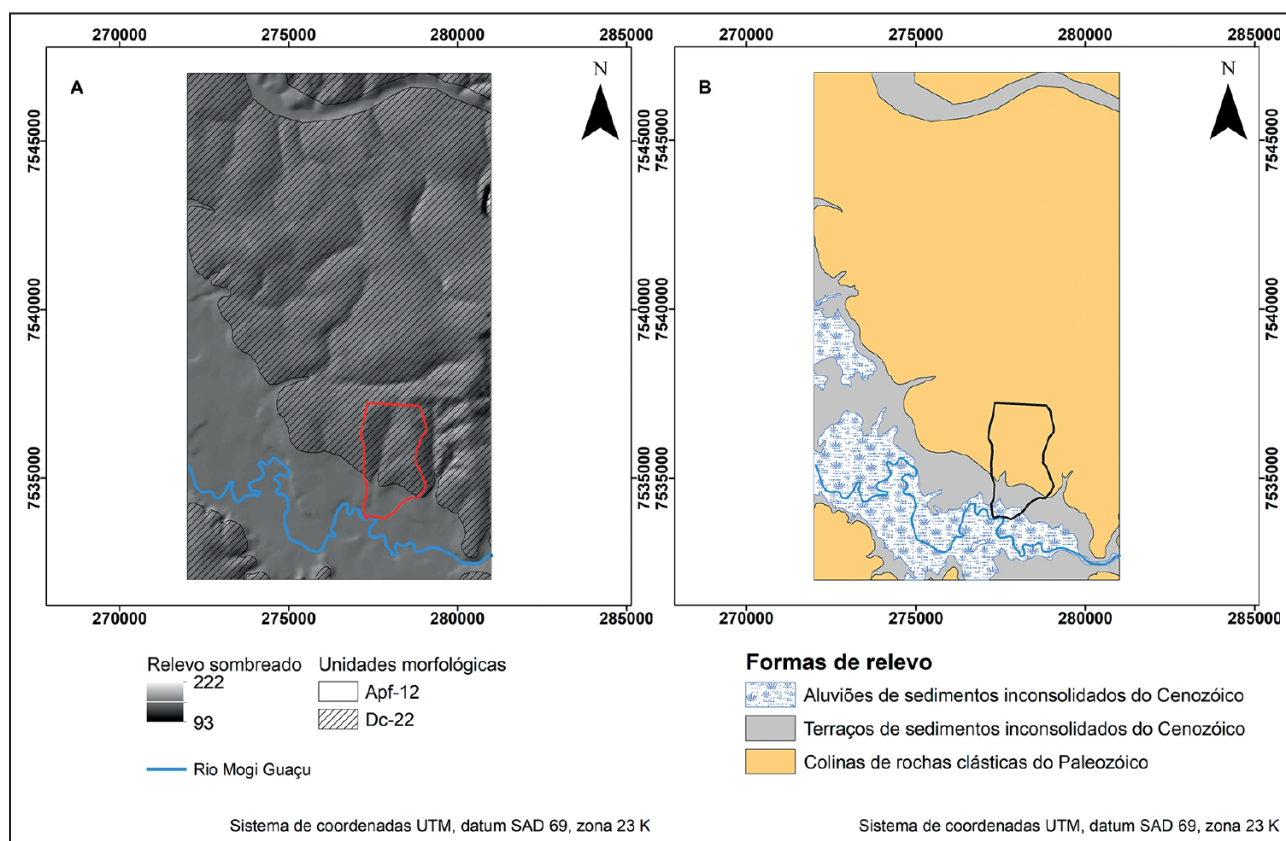 270000 275000 280000 285000
A
N
7545000
7540000
7535000
7545000
7540000
7535000
270000 275000 280000 285000
Relevo sombreado
222
93
Unidades morfológicas
Apf-12
Dc-22
Rio Mogi Guaçu
Sistema de coordenadas UTM, datum SAD 69, zona 23 K
270000 275000 280000 285000
B
N
7545000
7540000
7535000
270000 275000 280000 285000
Formas de relevo
Aluviões de sedimentos inconsolidados do Cenozóico
Terraços de sedimentos inconsolidados do Cenozóico
Colinas de rochas clásticas do Paleozóico
Sistema de coordenadas UTM, datum SAD 69, zona 23 K